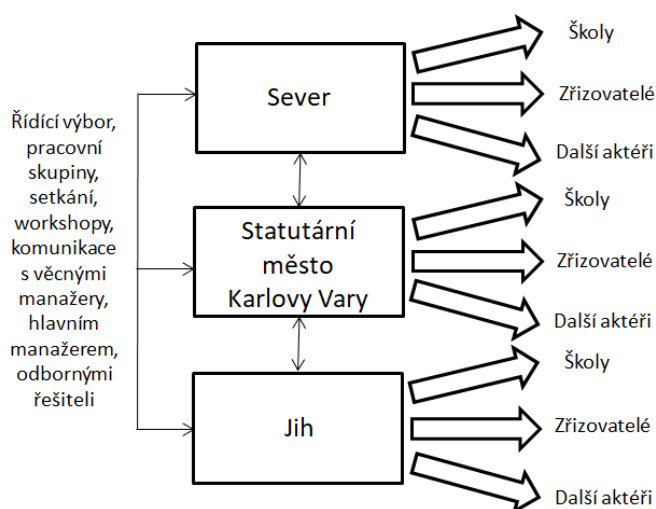 Řídící výbor,
pracovní
skupiny,
setkání,
workshopy,
komunikace
s věcnými
manažery,
hlavním
manažerem,
odbornými
řešiteli
Sever
Školy
Zřizovatelé
Další aktéři
Statutární
město
Karlovy Vary
Školy
Zřizovatelé
Další aktéři
Jih
Školy
Zřizovatelé
Další aktéři